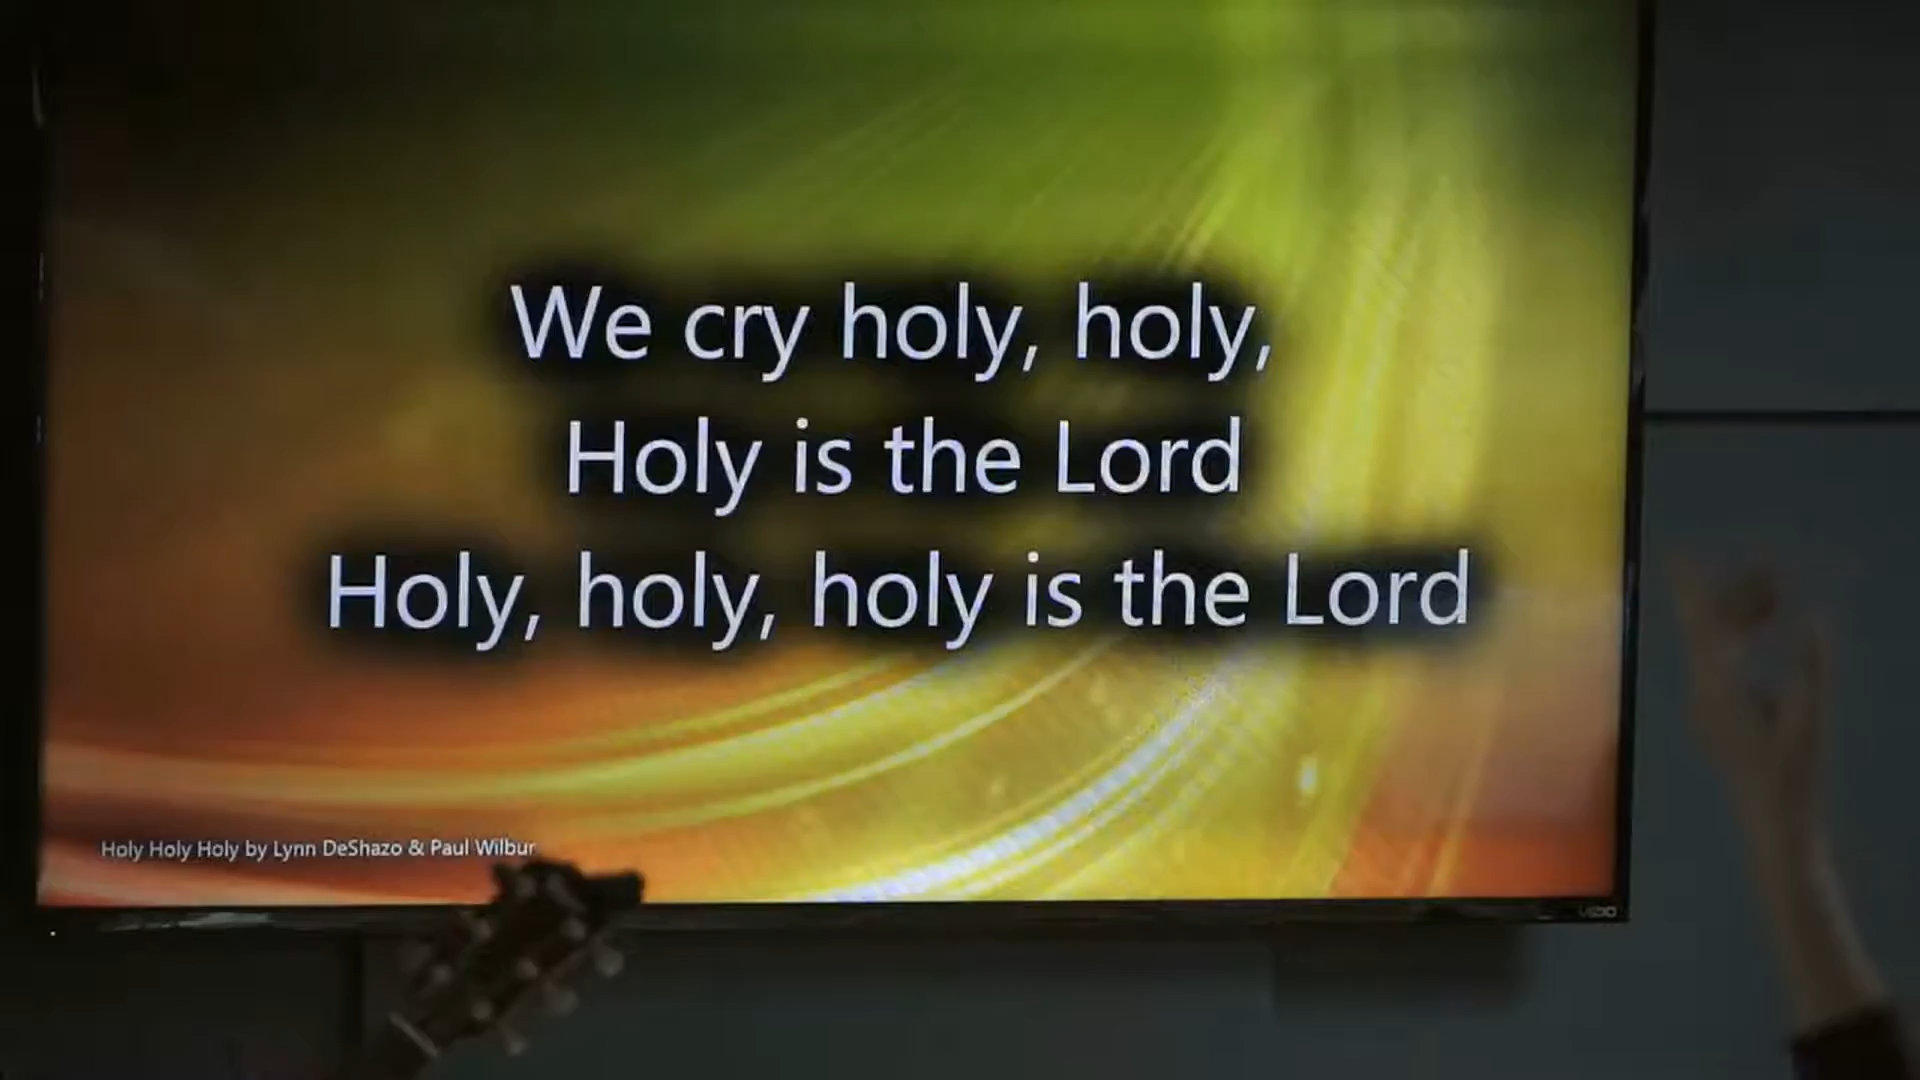 We cry holy, holy,
Holy is the Lord
Holy, holy, holy is the Lord
Holy Holy Holy by Lynn DeShazo & Paul Wilbur
VIZIO